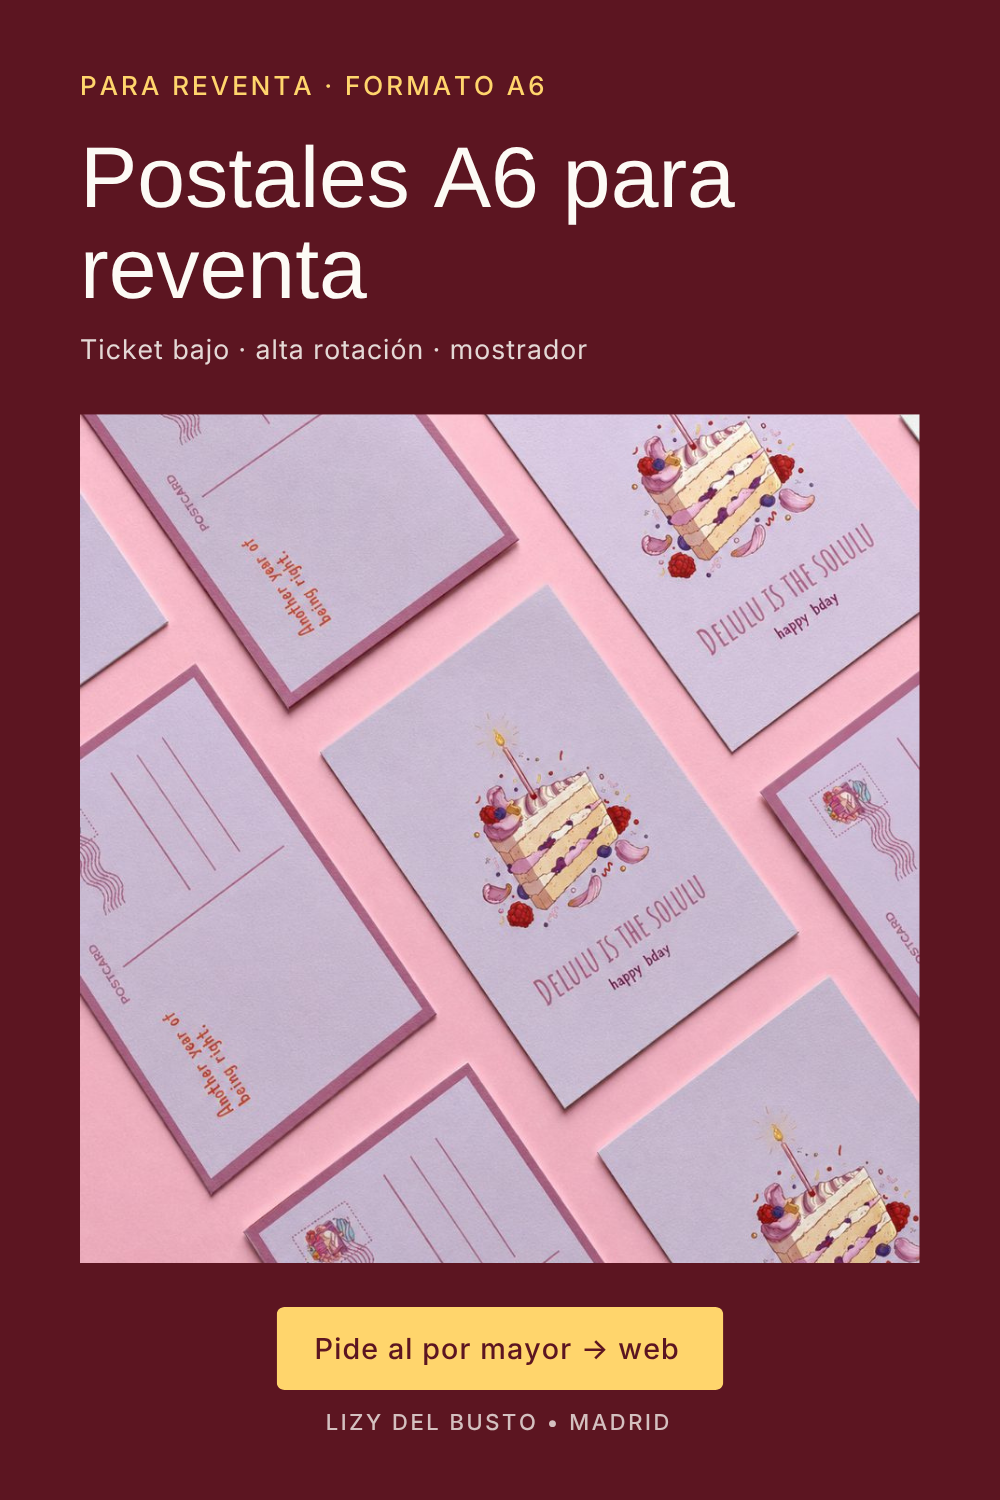 PARA REVENTA · FORMATO A6
Postales A6 para
reventa
Ticket bajo · alta rotación · mostrador
POSTCARD
Another year of
being right.
DELULU IS THE SOLULU
happy bday
DELULU IS THE SOLULU
happy bday
POSTCARD
Another year of
being right.
POSTCARD
Pide al por mayor → web
LIZY DEL BUSTO • MADRID